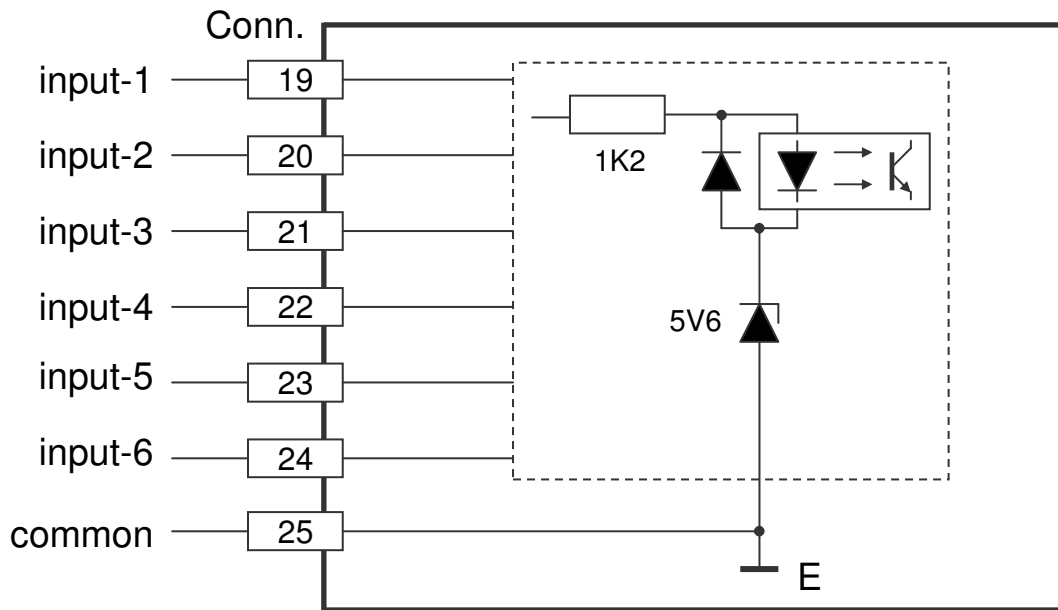 Conn.
input-1 19
input-2 20
input-3 21
input-4 22
input-5 23
input-6 24
common 25
1K2
5V6
E